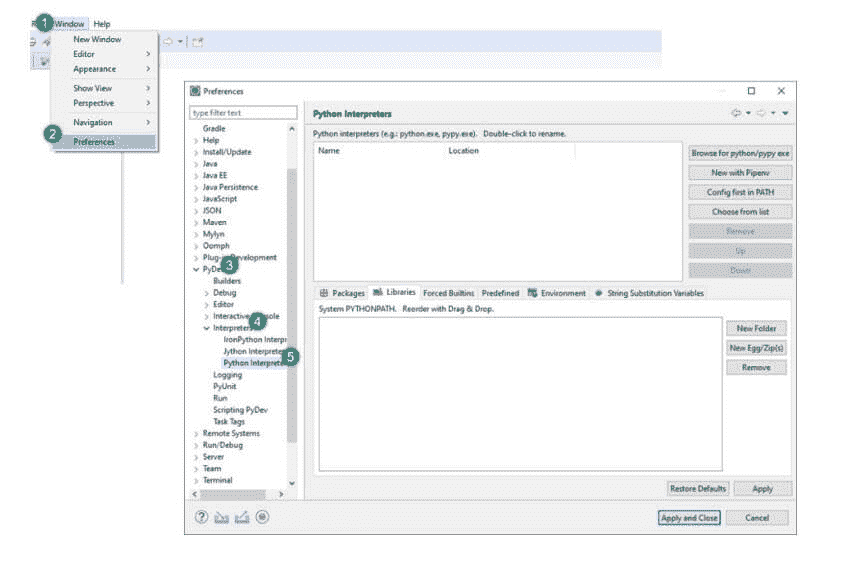 1 Window Help
New Window
Editor
Appearance
Show View
Perspective
Navigation
2 Preferences
Preferences
type filter text
Gradle
Help
Install/Update
Java
Java EE
Java Persistence
JavaScript
JSON
Maven
Mylyn
Oomph
Plug-in Development
PyDev 3
Builders
Debug
Editor
Interactive Console
Interpreters 4
IronPython Interpr
Jython Interpreter
Python Interpreter 5
Logging
PyUnit
Run
Scripting PyDev
Task Tags
Remote Systems
Run/Debug
Server
Team
Terminal
Python Interpreters
Python interpreters (e.g.: python.exe, pypy.exe). Double-click to rename.
Name Location
Browse for python/pypy exe
New with Pipenv
Config first in PATH
Choose from list
Remove
Up
Down
Packages Libraries Forced Builtins Predefined Environment String Substitution Variables
System PYTHONPATH. Reorder with Drag & Drop.
New Folder
New Egg/Zip(s)
Remove
Restore Defaults Apply
Apply and Close Cancel